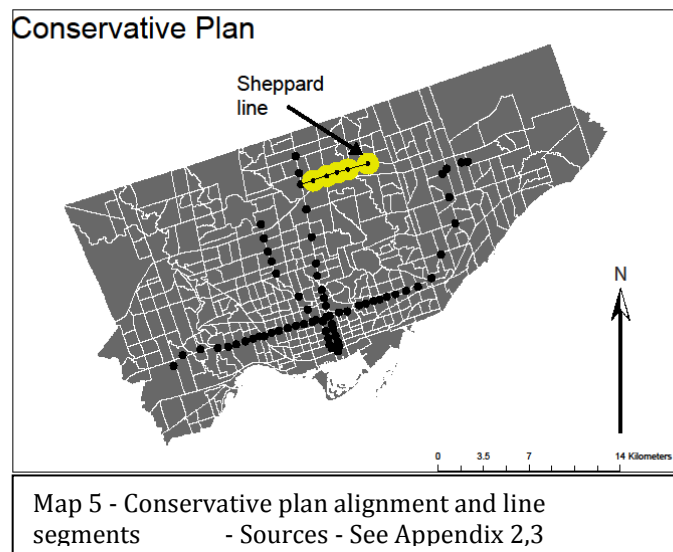 Conservative Plan
Sheppard
line
N
0 3.5 7 14 Kilometers
Map 5 - Conservative plan alignment and line
segments - Sources - See Appendix 2,3